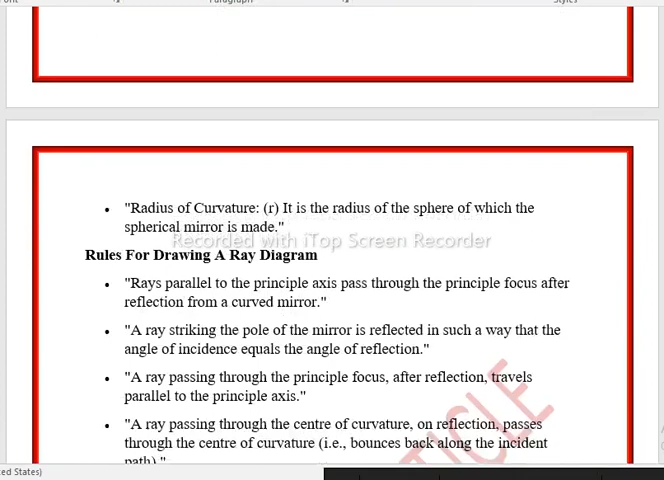 Paragraph
Styles
• "Radius of Curvature: (r) It is the radius of the sphere of which the
spherical mirror is made."
Recorded with iTop Screen Recorder
Rules For Drawing A Ray Diagram
• "Rays parallel to the principle axis pass through the principle focus after
reflection from a curved mirror."
• "A ray striking the pole of the mirror is reflected in such a way that the
angle of incidence equals the angle of reflection."
• "A ray passing through the principle focus, after reflection, travels
parallel to the principle axis."
• "A ray passing through the centre of curvature, on reflection, passes
through the centre of curvature (i.e., bounces back along the incident
path)."
TICLE
ed States)